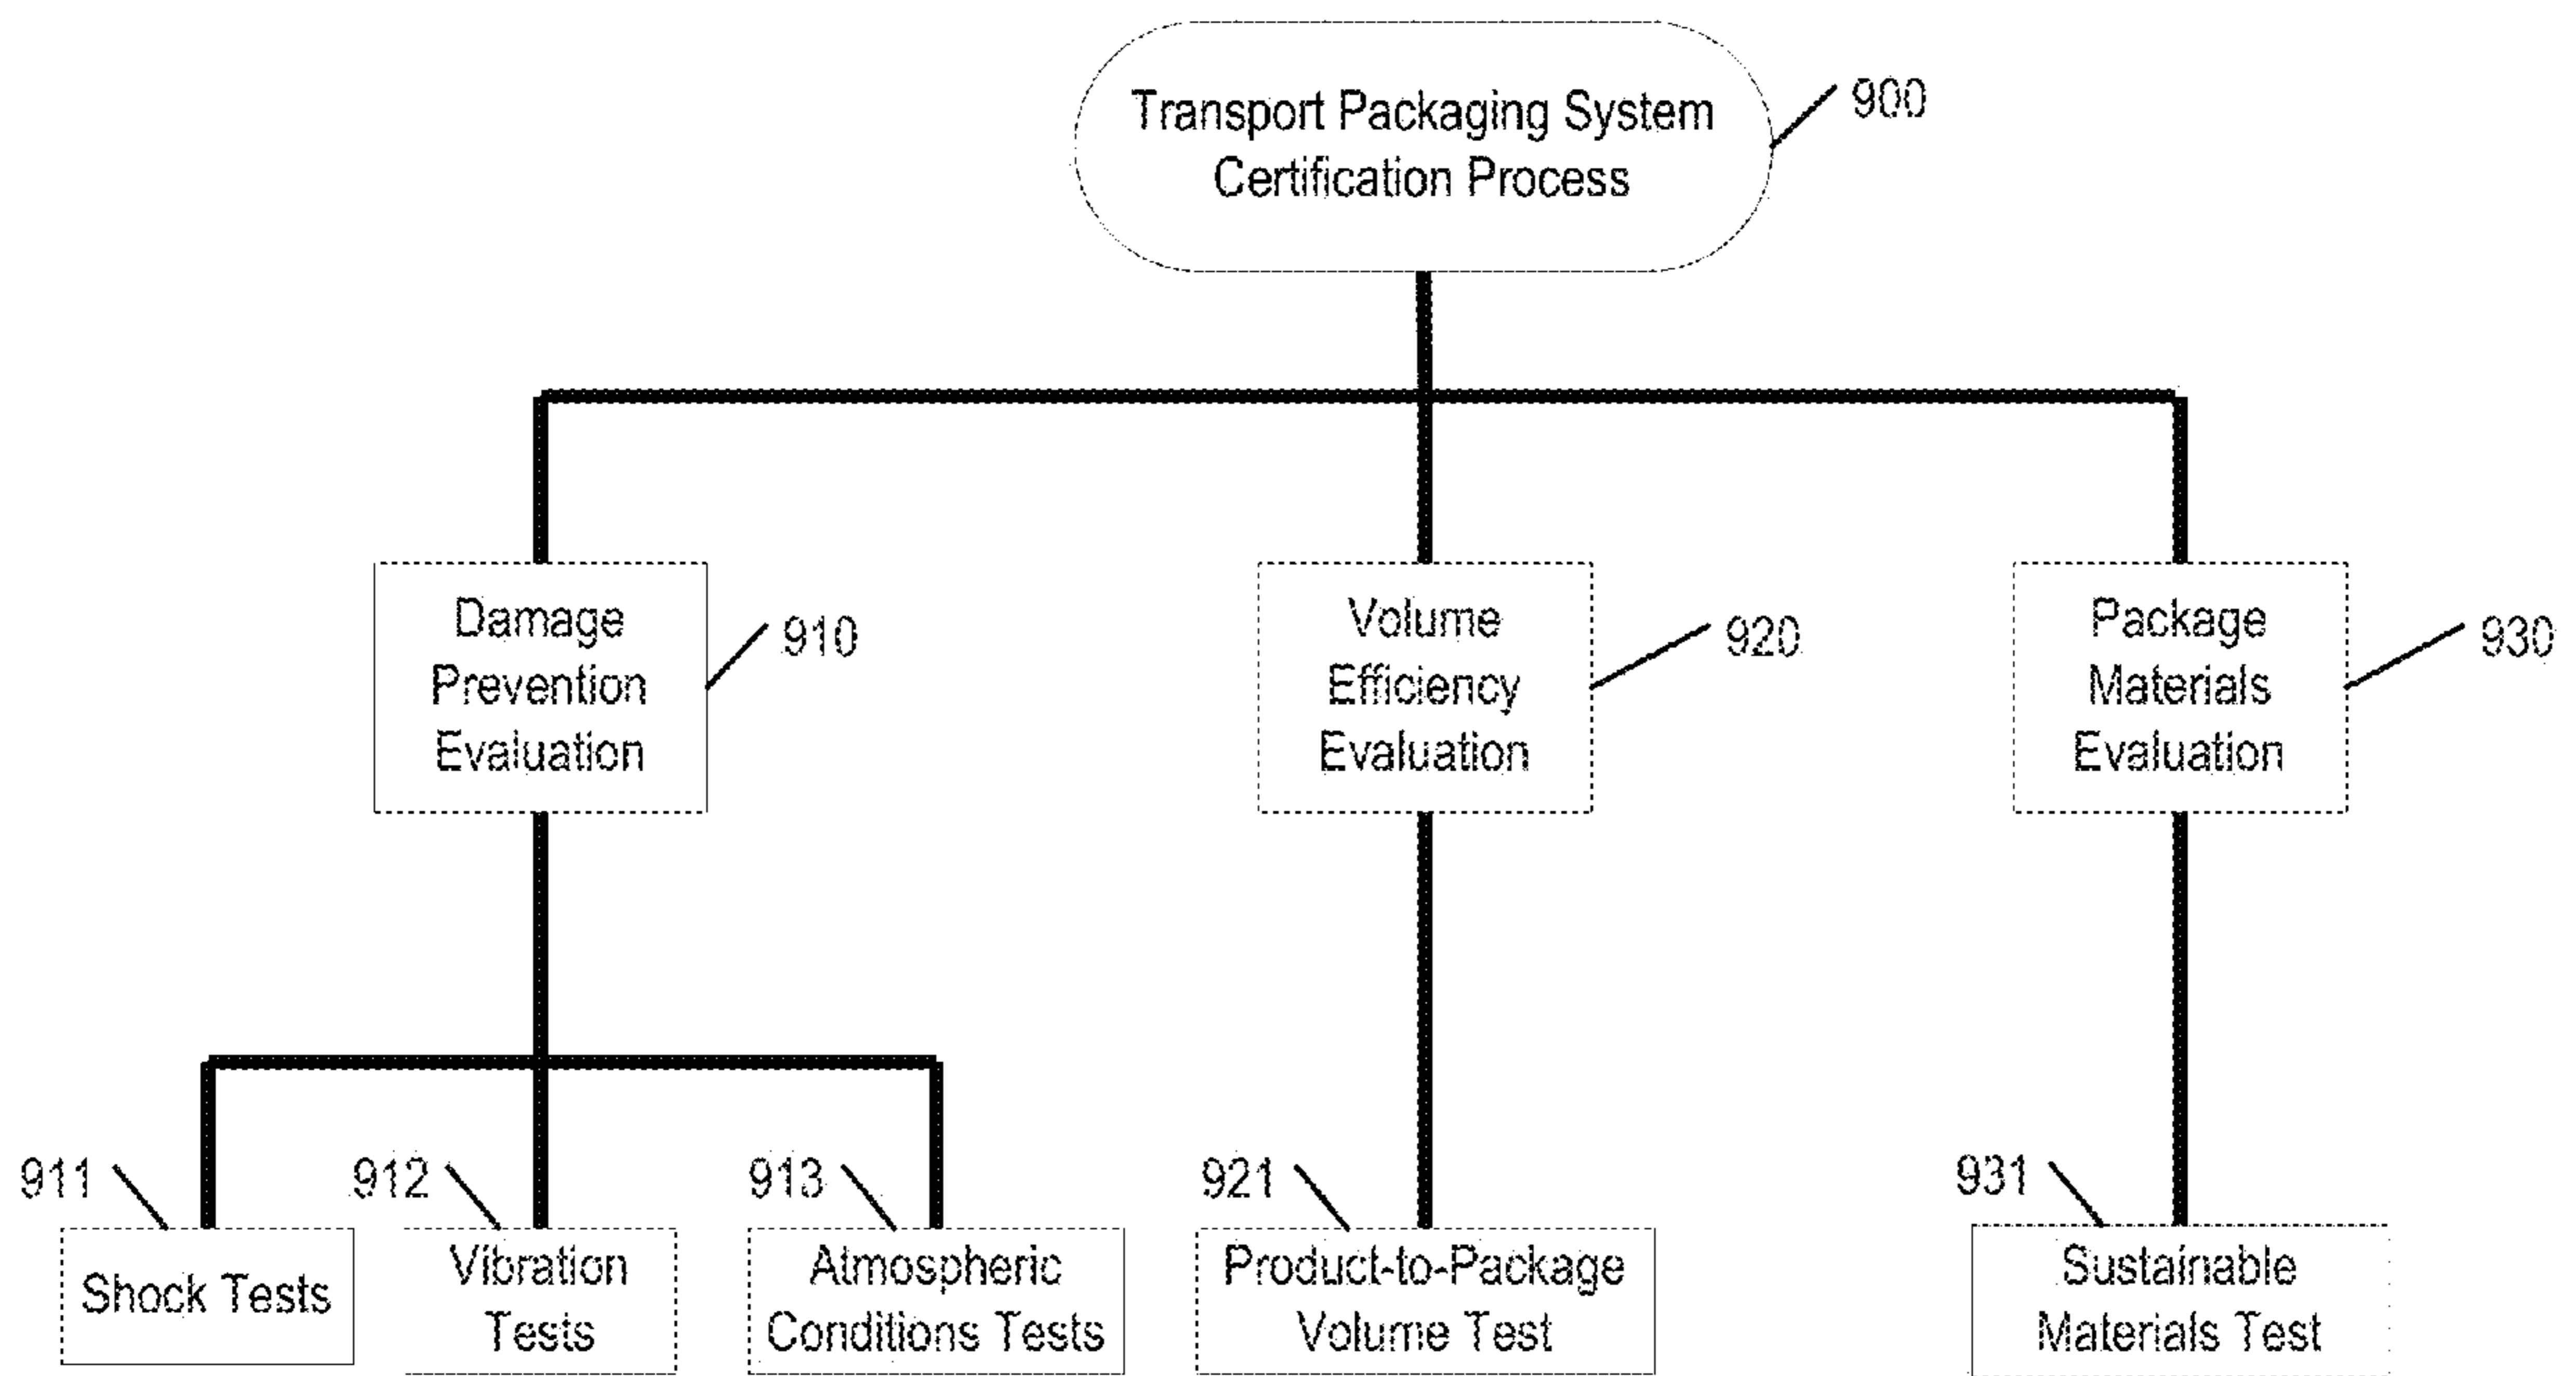 Transport Packaging System
Certification Process
900
Damage
Prevention
Evaluation
910
Volume
Efficiency
Evaluation
920
Package
Materials
Evaluation
930
911
Shock Tests
912
Vibration
Tests
913
Atmospheric
Conditions Tests
921
Product-to-Package
Volume Test
931
Sustainable
Materials Test